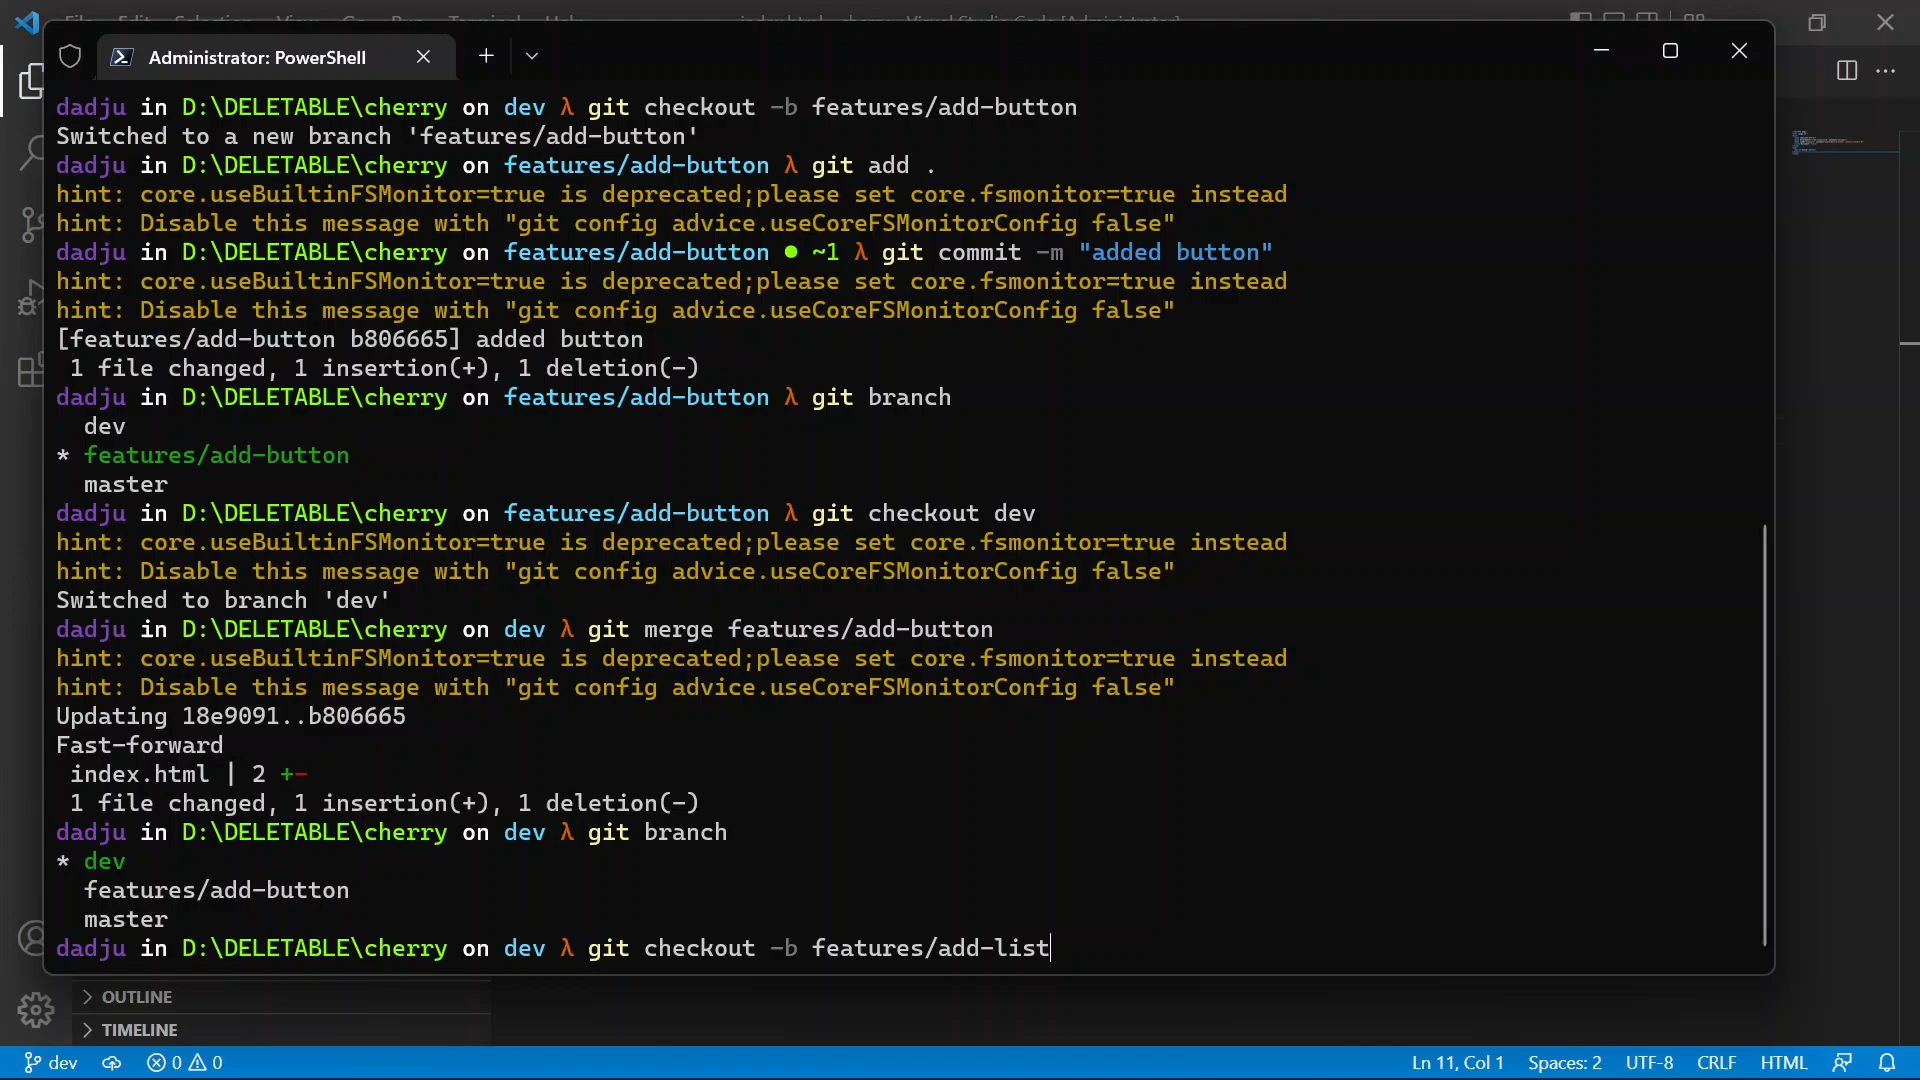 File Edit Selection View Go Run Terminal Help
Administrator: PowerShell
dadju in D:\DELETABLE\cherry on dev λ git checkout -b features/add-button
Switched to a new branch 'features/add-button'
dadju in D:\DELETABLE\cherry on features/add-button λ git add .
hint: core.useBuiltinFSMonitor=true is deprecated;please set core.fsmonitor=true instead
hint: Disable this message with "git config advice.useCoreFSMonitorConfig false"
dadju in D:\DELETABLE\cherry on features/add-button ● ~1 λ git commit -m "added button"
hint: core.useBuiltinFSMonitor=true is deprecated;please set core.fsmonitor=true instead
hint: Disable this message with "git config advice.useCoreFSMonitorConfig false"
[features/add-button b806665] added button
1 file changed, 1 insertion(+), 1 deletion(-)
dadju in D:\DELETABLE\cherry on features/add-button λ git branch
dev
* features/add-button
master
dadju in D:\DELETABLE\cherry on features/add-button λ git checkout dev
hint: core.useBuiltinFSMonitor=true is deprecated;please set core.fsmonitor=true instead
hint: Disable this message with "git config advice.useCoreFSMonitorConfig false"
Switched to branch 'dev'
dadju in D:\DELETABLE\cherry on dev λ git merge features/add-button
hint: core.useBuiltinFSMonitor=true is deprecated;please set core.fsmonitor=true instead
hint: Disable this message with "git config advice.useCoreFSMonitorConfig false"
Updating 18e9091..b806665
Fast-forward
index.html | 2 +-
1 file changed, 1 insertion(+), 1 deletion(-)
dadju in D:\DELETABLE\cherry on dev λ git branch
* dev
features/add-button
master
dadju in D:\DELETABLE\cherry on dev λ git checkout -b features/add-list
OUTLINE
TIMELINE
dev 0 0 Ln 11, Col 1 Spaces: 2 UTF-8 CRLF HTML